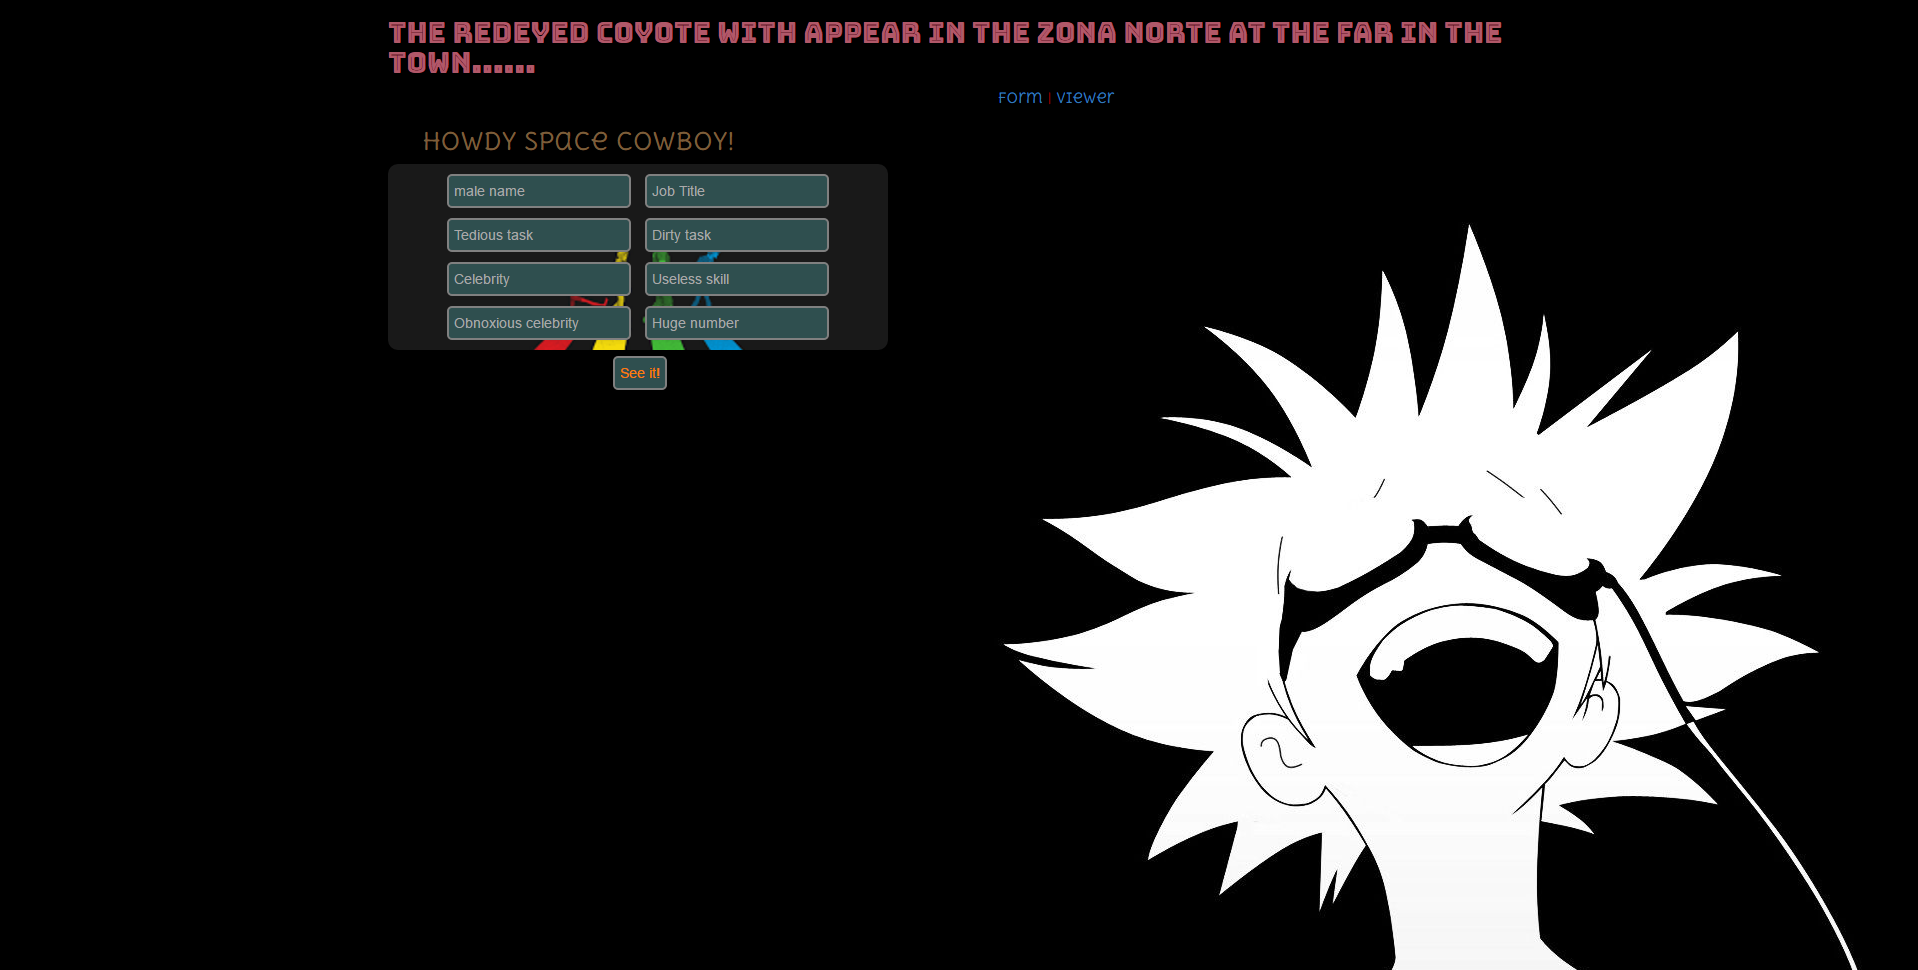 THE REDEYED COYOTE WITH APPEAR IN THE ZONA NORTE AT THE FAR IN THE
TOWN......
Form | Viewer
HOWDY SPACE COWBOY!
male name
Job Title
Tedious task
Dirty task
Celebrity
Useless skill
Obnoxious celebrity
Huge number
See it!